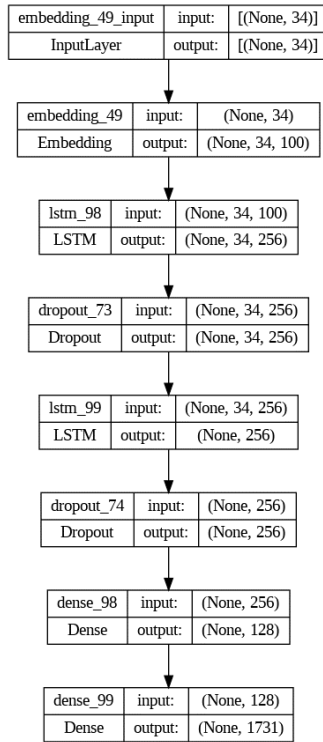 embedding_49_input input: [(None, 34)]
InputLayer output: [(None, 34)]
embedding_49 input: (None, 34)
Embedding output: (None, 34, 100)
lstm_98 input: (None, 34, 100)
LSTM output: (None, 34, 256)
dropout_73 input: (None, 34, 256)
Dropout output: (None, 34, 256)
lstm_99 input: (None, 34, 256)
LSTM output: (None, 256)
dropout_74 input: (None, 256)
Dropout output: (None, 256)
dense_98 input: (None, 256)
Dense output: (None, 128)
dense_99 input: (None, 128)
Dense output: (None, 1731)